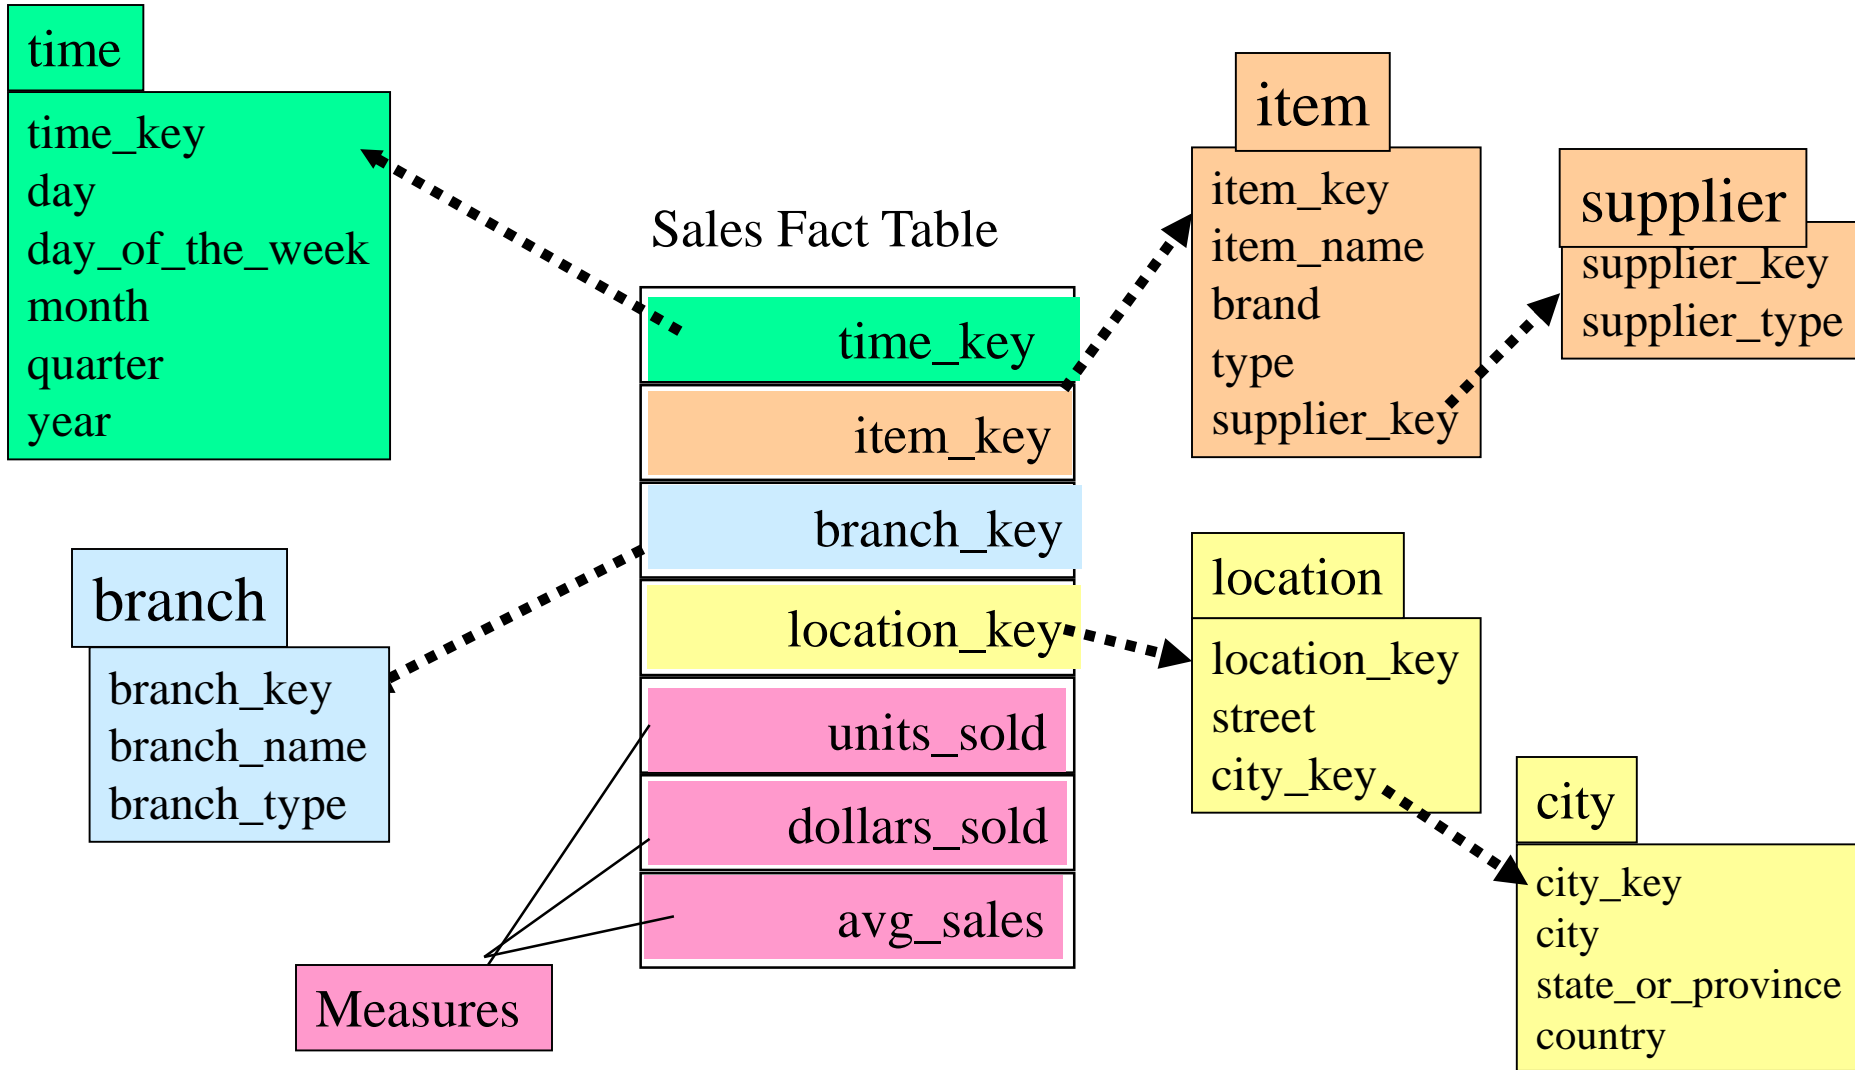 time
time_key
day
day_of_the_week
month
quarter
year
Sales Fact Table
time_key
item_key
branch_key
location_key
units_sold
dollars_sold
avg_sales
Measures
branch
branch_key
branch_name
branch_type
item
item_key
item_name
brand
type
supplier_key
supplier
supplier_key
supplier_type
location
location_key
street
city_key
city
city_key
city
state_or_province
country